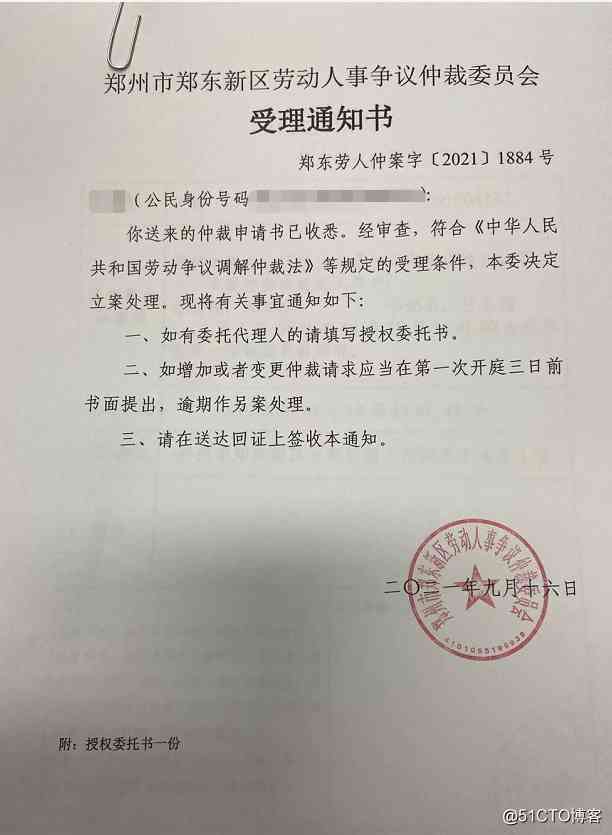 郑州市郑东新区劳动人事争议仲裁委员会
受理通知书
郑东劳人仲案字〔2021〕1884号
(公民身份号码):
你送来的仲裁申请书已收悉。经审查，符合《中华人民
共和国劳动争议调解仲裁法》等规定的受理条件，本委决定
立案处理。现将有关事宜通知如下：
一、如有委托代理人的请填写授权委托书。
二、如增加或者变更仲裁请求应当在第一次开庭三日前
书面提出，逾期作另案处理。
三、请在送达回证上签收本通知。
郑州市郑东新区劳动人事争议仲裁委员会
二〇二一年九月十六日
附：授权委托书一份
@51CTO博客